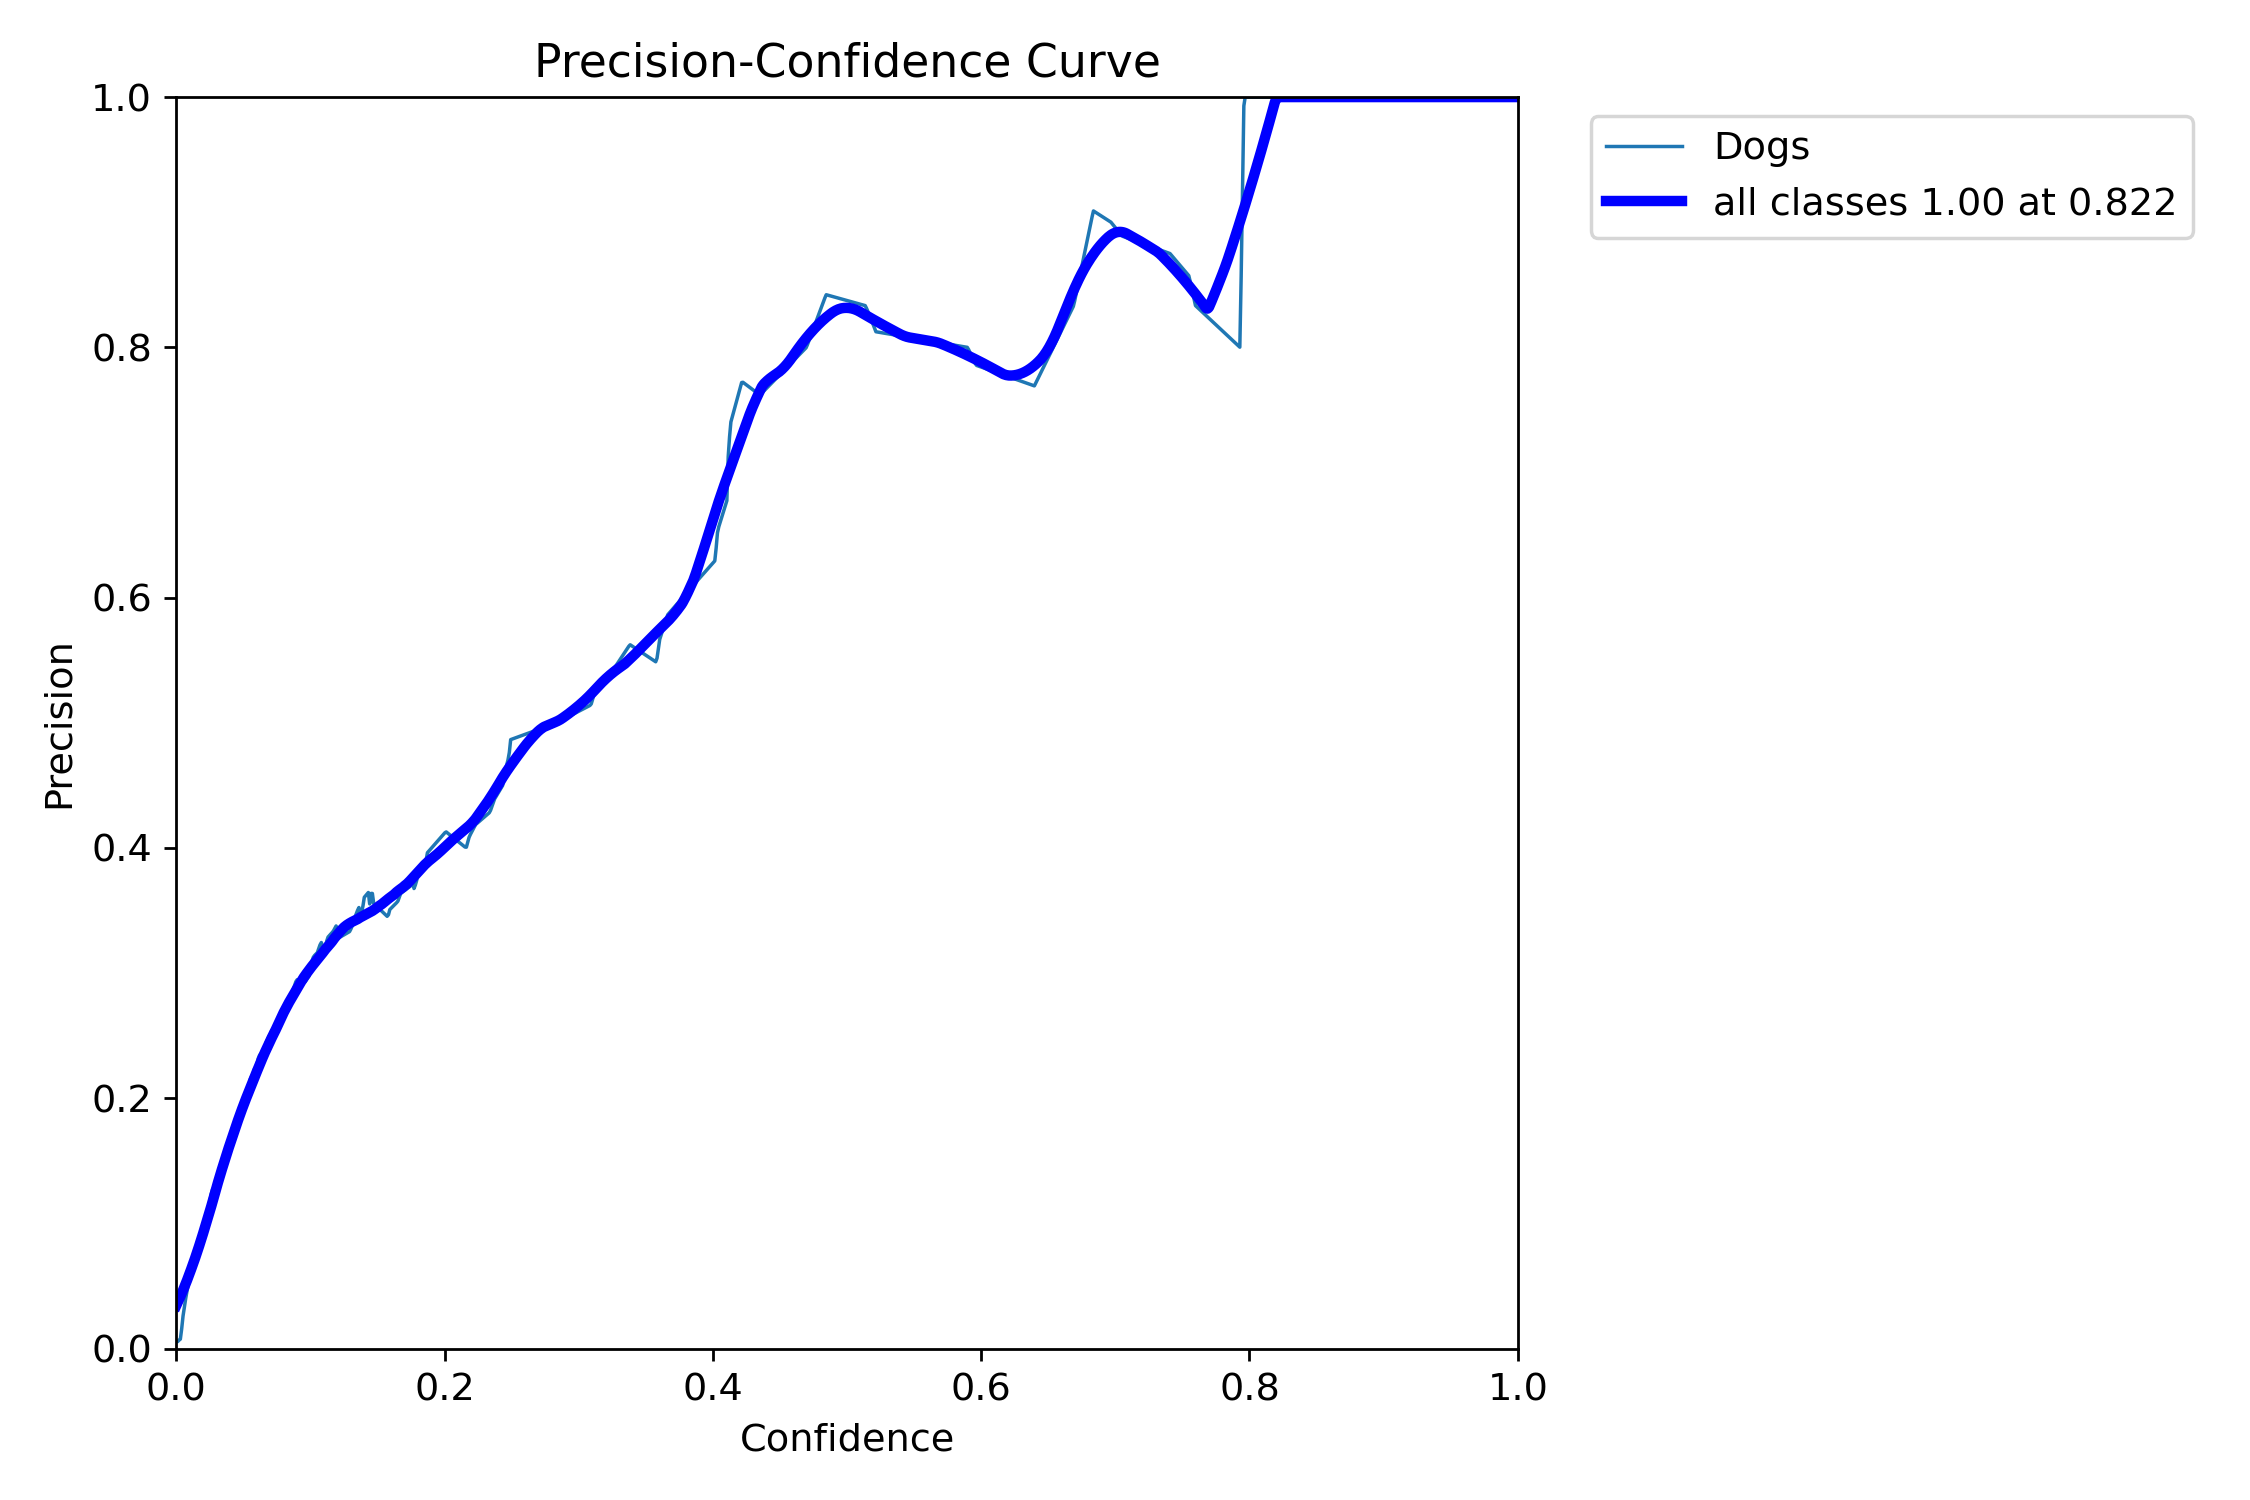 Precision-Confidence Curve
1.0
0.8
0.6
0.4
0.2
0.0
Precision
0.0 0.2 0.4 0.6 0.8 1.0
Confidence
Dogs
all classes 1.00 at 0.822